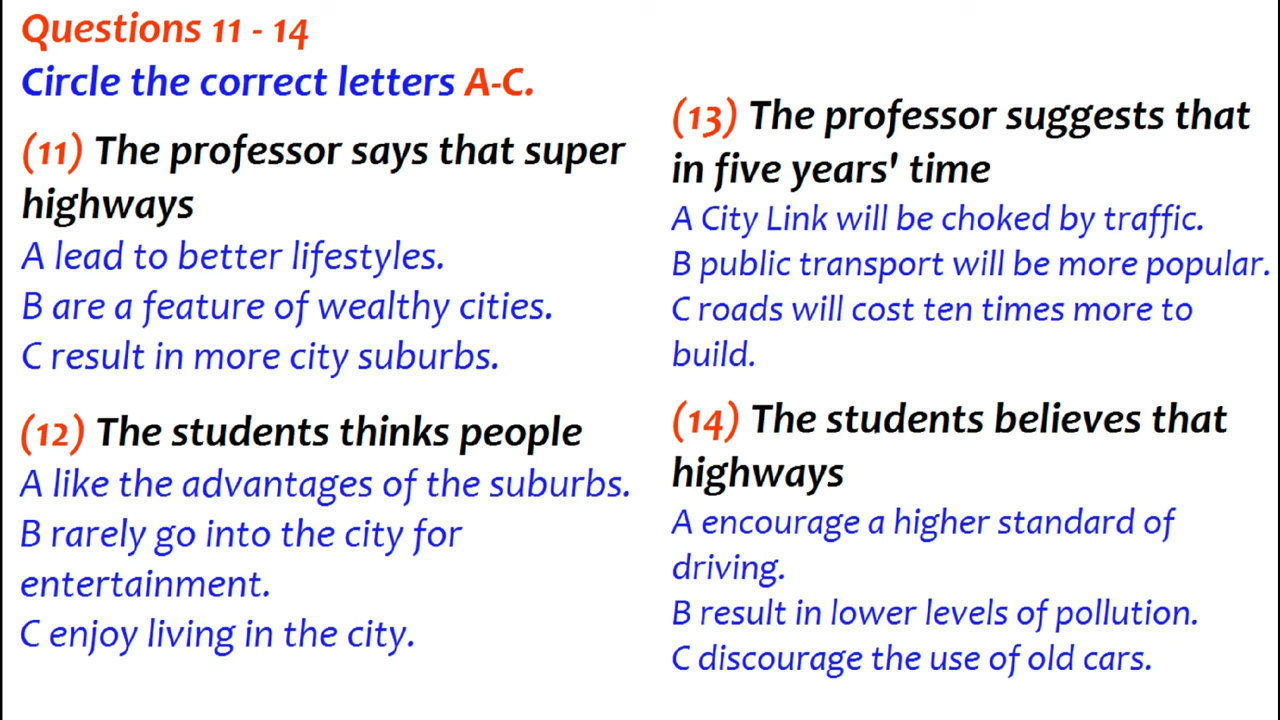 Questions 11 - 14
Circle the correct letters A-C.
(11) The professor says that super
highways
A lead to better lifestyles.
B are a feature of wealthy cities.
C result in more city suburbs.
(12) The students thinks people
A like the advantages of the suburbs.
B rarely go into the city for
entertainment.
C enjoy living in the city.
(13) The professor suggests that
in five years' time
A City Link will be choked by traffic.
B public transport will be more popular.
C roads will cost ten times more to
build.
(14) The students believes that
highways
A encourage a higher standard of
driving.
B result in lower levels of pollution.
C discourage the use of old cars.